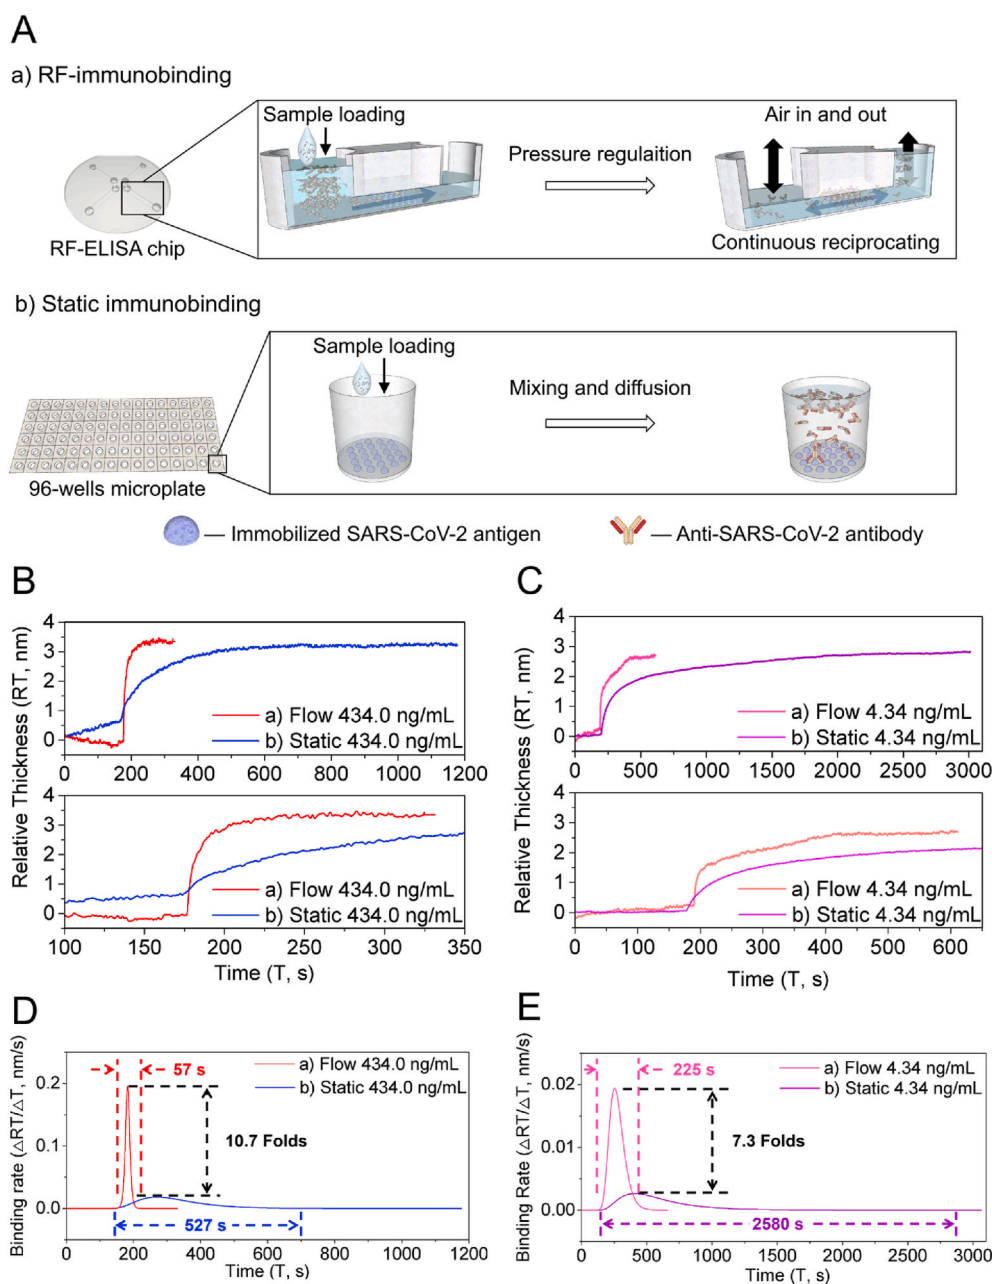 A
a) RF-immunobinding
Sample loading
Air in and out
Pressure regulaition
RF-ELISA chip
Continuous reciprocating
b) Static immunobinding
Sample loading
Mixing and diffusion
96-wells microplate
— Immobilized SARS-CoV-2 antigen
— Anti-SARS-CoV-2 antibody
B
Relative Thickness (RT, nm)
4
3
2
1
0
a) Flow 434.0 ng/mL
b) Static 434.0 ng/mL
0 200 400 600 800 1000 1200
4
3
2
1
0
a) Flow 434.0 ng/mL
b) Static 434.0 ng/mL
100 150 200 250 300 350
Time (T, s)
C
Relative Thickness (RT, nm)
4
3
2
1
0
a) Flow 4.34 ng/mL
b) Static 4.34 ng/mL
0 500 1000 1500 2000 2500 3000
4
3
2
1
0
a) Flow 4.34 ng/mL
b) Static 4.34 ng/mL
0 100 200 300 400 500 600
Time (T, s)
D
Binding rate (△RT/△T, nm/s)
0.2
0.1
0.0
57 s
a) Flow 434.0 ng/mL
b) Static 434.0 ng/mL
10.7 Folds
527 s
0 200 400 600 800 1000 1200
Time (T, s)
E
Binding Rate (△RT/△T, nm/s)
0.02
0.01
0.00
225 s
a) Flow 4.34 ng/mL
b) Static 4.34 ng/mL
7.3 Folds
2580 s
0 500 1000 1500 2000 2500 3000
Time (T, s)